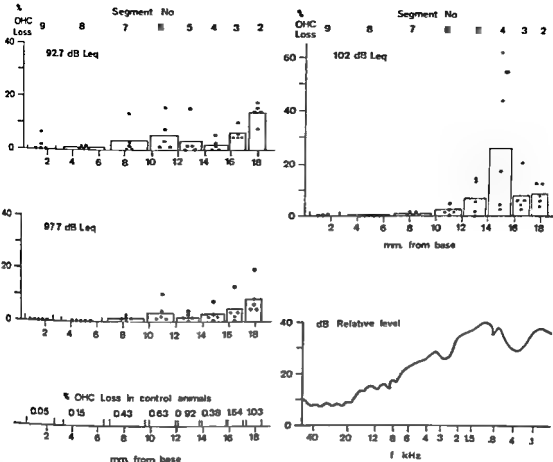 %
OHC
Loss
Segment No
9 8 7 5 4 3 2
40
92.7 dB Leq
20
0
2 4 6 8 10 12 14 16 18
40
97.7 dB Leq
20
0
2 4 6 8 10 12 14 16 18
% OHC Loss in control animals
0.05 0.15 0.43 0.63 0.92 0.38 1.64 1.03
2 4 6 8 10 12 14 16 18
mm. from base
%
OHC
Loss
Segment No
9 8 7 4 3 2
60
102 dB Leq
40
20
0
2 4 6 8 10 12 14 16 18
mm. from base
40
dB Relative level
20
0
40 20 12 8 6 4 3 2 1.5 .8 .4
f kHz